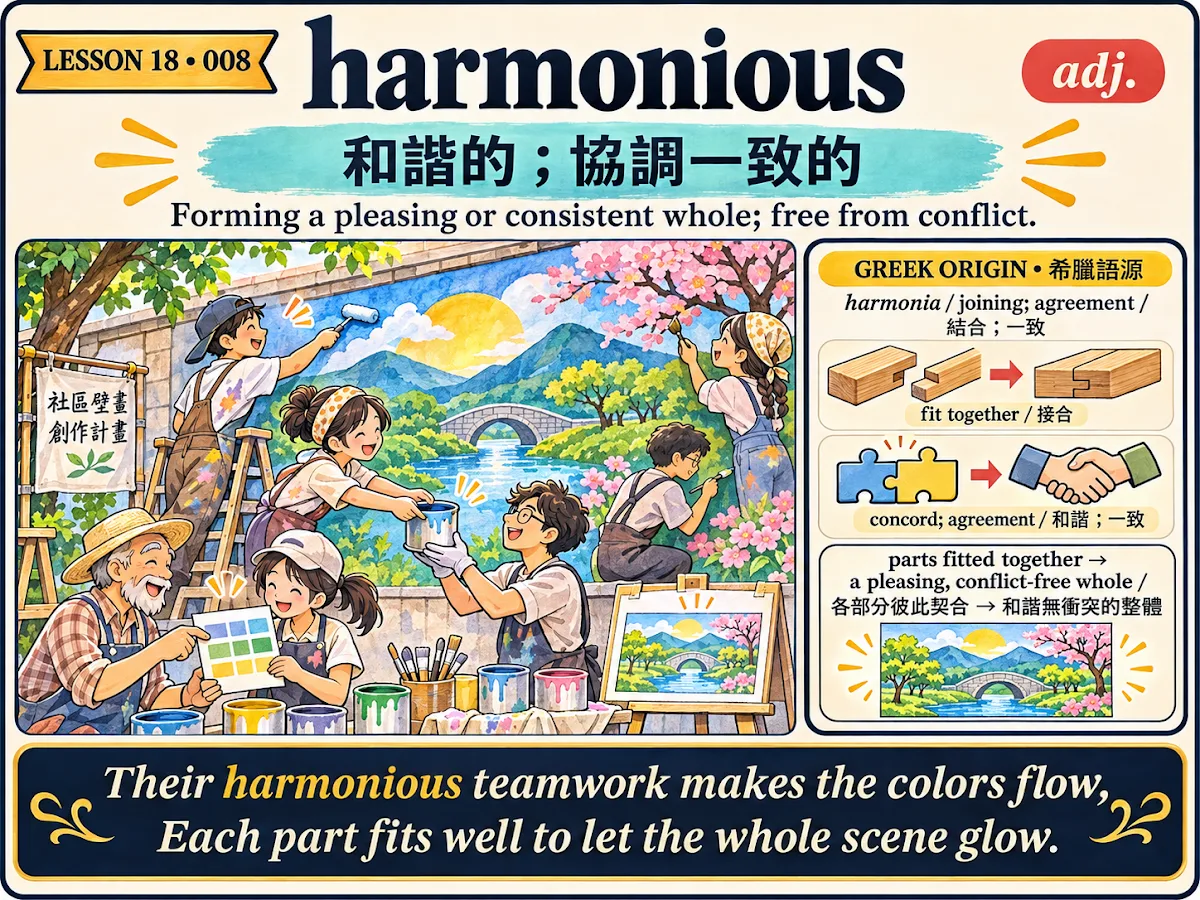 LESSON 18 • 008
harmonious
adj.
和諧的；協調一致的
Forming a pleasing or consistent whole; free from conflict.
社區壁畫
創作計畫
GREEK ORIGIN • 希臘語源
harmonia / joining; agreement /
結合；一致
fit together / 接合
concord; agreement / 和諧；一致
parts fitted together →
a pleasing, conflict-free whole /
各部分彼此契合 → 和諧無衝突的整體
Their harmonious teamwork makes the colors flow,
Each part fits well to let the whole scene glow.